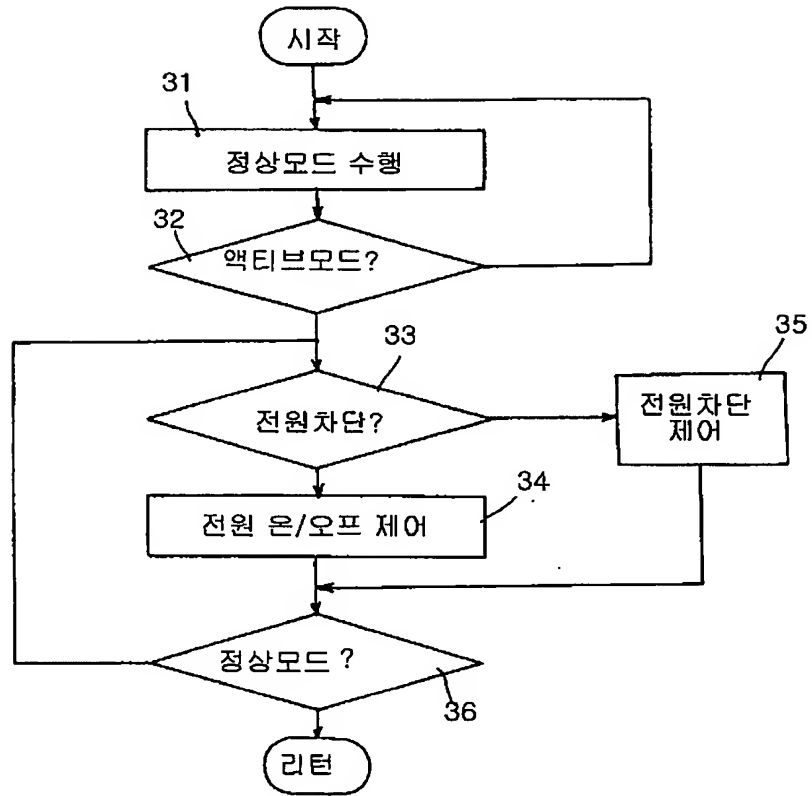 시작
31
정상모드 수행
32
액티브모드?
33
전원차단?
35
전원차단
제어
34
전원 온/오프 제어
정상모드 ?
36
리턴